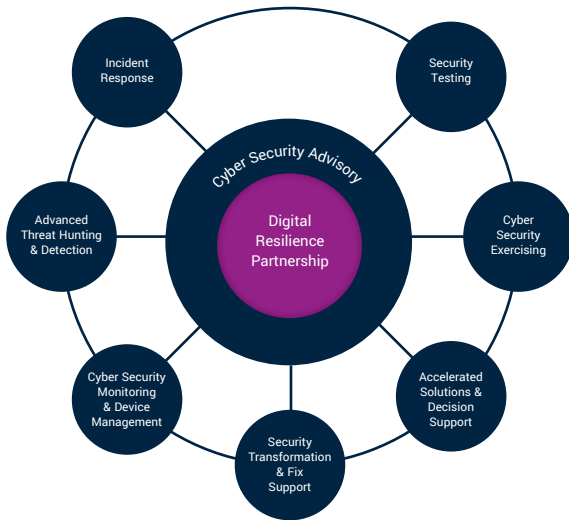 Incident
Response
Security
Testing
Cyber Security Advisory
Digital
Resilience
Partnership
Advanced
Threat Hunting
& Detection
Cyber
Security
Exercising
Cyber Security
Monitoring
& Device
Management
Accelerated
Solutions &
Decision
Support
Security
Transformation
& Fix
Support